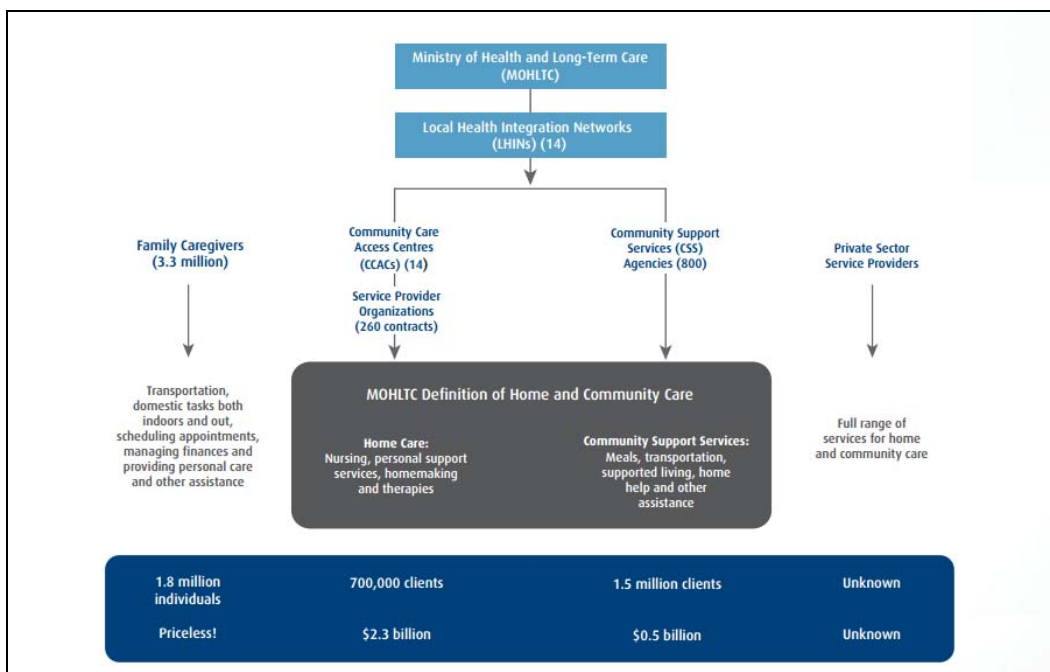 Ministry of Health and Long-Term Care
(MOHLTC)
Local Health Integration Networks
(LHINs) (14)
Family Caregivers
(3.3 million)
Community Care
Access Centres
(CCACs) (14)
Service Provider
Organizations
(260 contracts)
Community Support
Services (CSS)
Agencies (800)
Private Sector
Service Providers
Transportation,
domestic tasks both
indoors and out,
scheduling appointments,
managing finances and
providing personal care
and other assistance
MOHLTC Definition of Home and Community Care
Home Care:
Nursing, personal support
services, homemaking
and therapies
Community Support Services:
Meals, transportation,
supported living, home
help and other
assistance
Full range of
services for home
and community care
1.8 million
individuals
700,000 clients
1.5 million clients
Unknown
Priceless!
$2.3 billion
$0.5 billion
Unknown